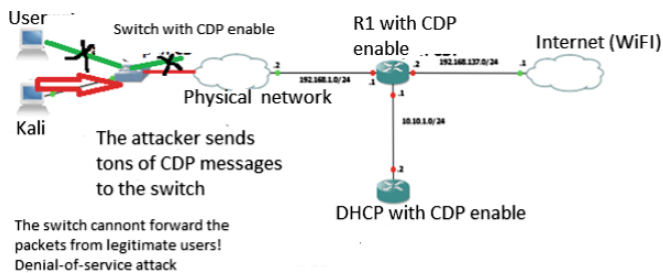 User
Switch with CDP enable
R1 with CDP
enable
Internet (WiFI)
.2
192.168.1.0/24
.1
.2
192.168.137.0/24
.1
.1
Physical network
10.10.1.0/24
Kali
The attacker sends
tons of CDP messages
to the switch
.2
DHCP with CDP enable
The switch cannont forward the
packets from legitimate users!
Denial-of-service attack